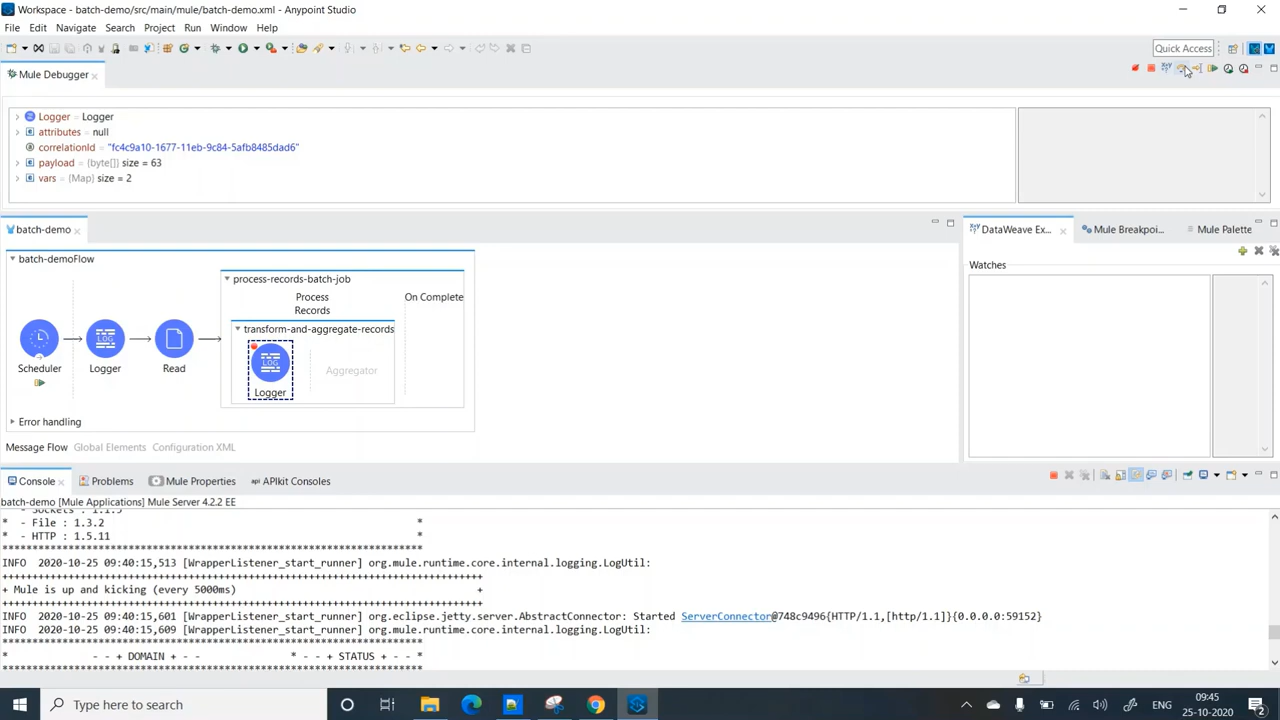 Workspace - batch-demo/src/main/mule/batch-demo.xml - Anypoint Studio
File Edit Navigate Search Project Run Window Help
Quick Access
Mule Debugger
Logger = Logger
attributes = null
correlationId = "fc4c9a10-1677-11eb-9c84-5afb8485dad6"
payload = (byte[]) size = 63
vars = (Map) size = 2
batch-demo
DataWeave Ex...
Mule Breakpoi...
Mule Palette
batch-demoFlow
Watches
process-records-batch-job
Process
Records
On Complete
transform-and-aggregate-records
Scheduler
Logger
Read
Logger
Aggregator
Error handling
Message Flow Global Elements Configuration XML
Console Problems Mule Properties APIkit Consoles
batch-demo [Mule Applications] Mule Server 4.2.2 EE
- Sockets : 1.1.5
* - File : 1.3.2 *
* - HTTP : 1.5.11 *
**********************************************************************
INFO 2020-10-25 09:40:15,513 [WrapperListener_start_runner] org.mule.runtime.core.internal.logging.LogUtil:
++++++++++++++++++++++++++++++++++++++++++++++++++++++++++++++++++++++++++++++++
+ Mule is up and kicking (every 5000ms) +
++++++++++++++++++++++++++++++++++++++++++++++++++++++++++++++++++++++++++++++++
INFO 2020-10-25 09:40:15,601 [WrapperListener_start_runner] org.eclipse.jetty.server.AbstractConnector: Started ServerConnector@748c9496{HTTP/1.1,[http/1.1]}{0.0.0.0:59152}
INFO 2020-10-25 09:40:15,609 [WrapperListener_start_runner] org.mule.runtime.core.internal.logging.LogUtil:
**********************************************************************
* - - + DOMAIN + - - * - - + STATUS + - - *
**********************************************************************
Type here to search
ENG
09:45
25-10-2020
2